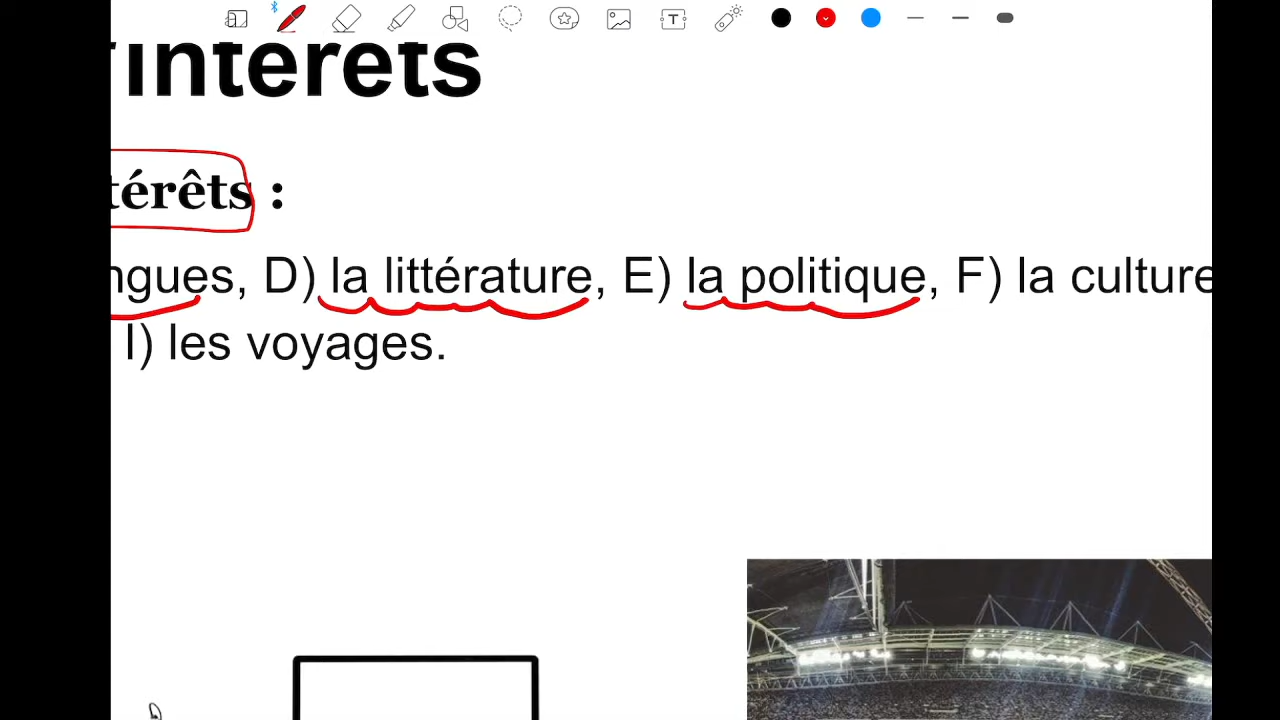 'intérêts
térêts :
ngues, D) la littérature, E) la politique, F) la culture
I) les voyages.